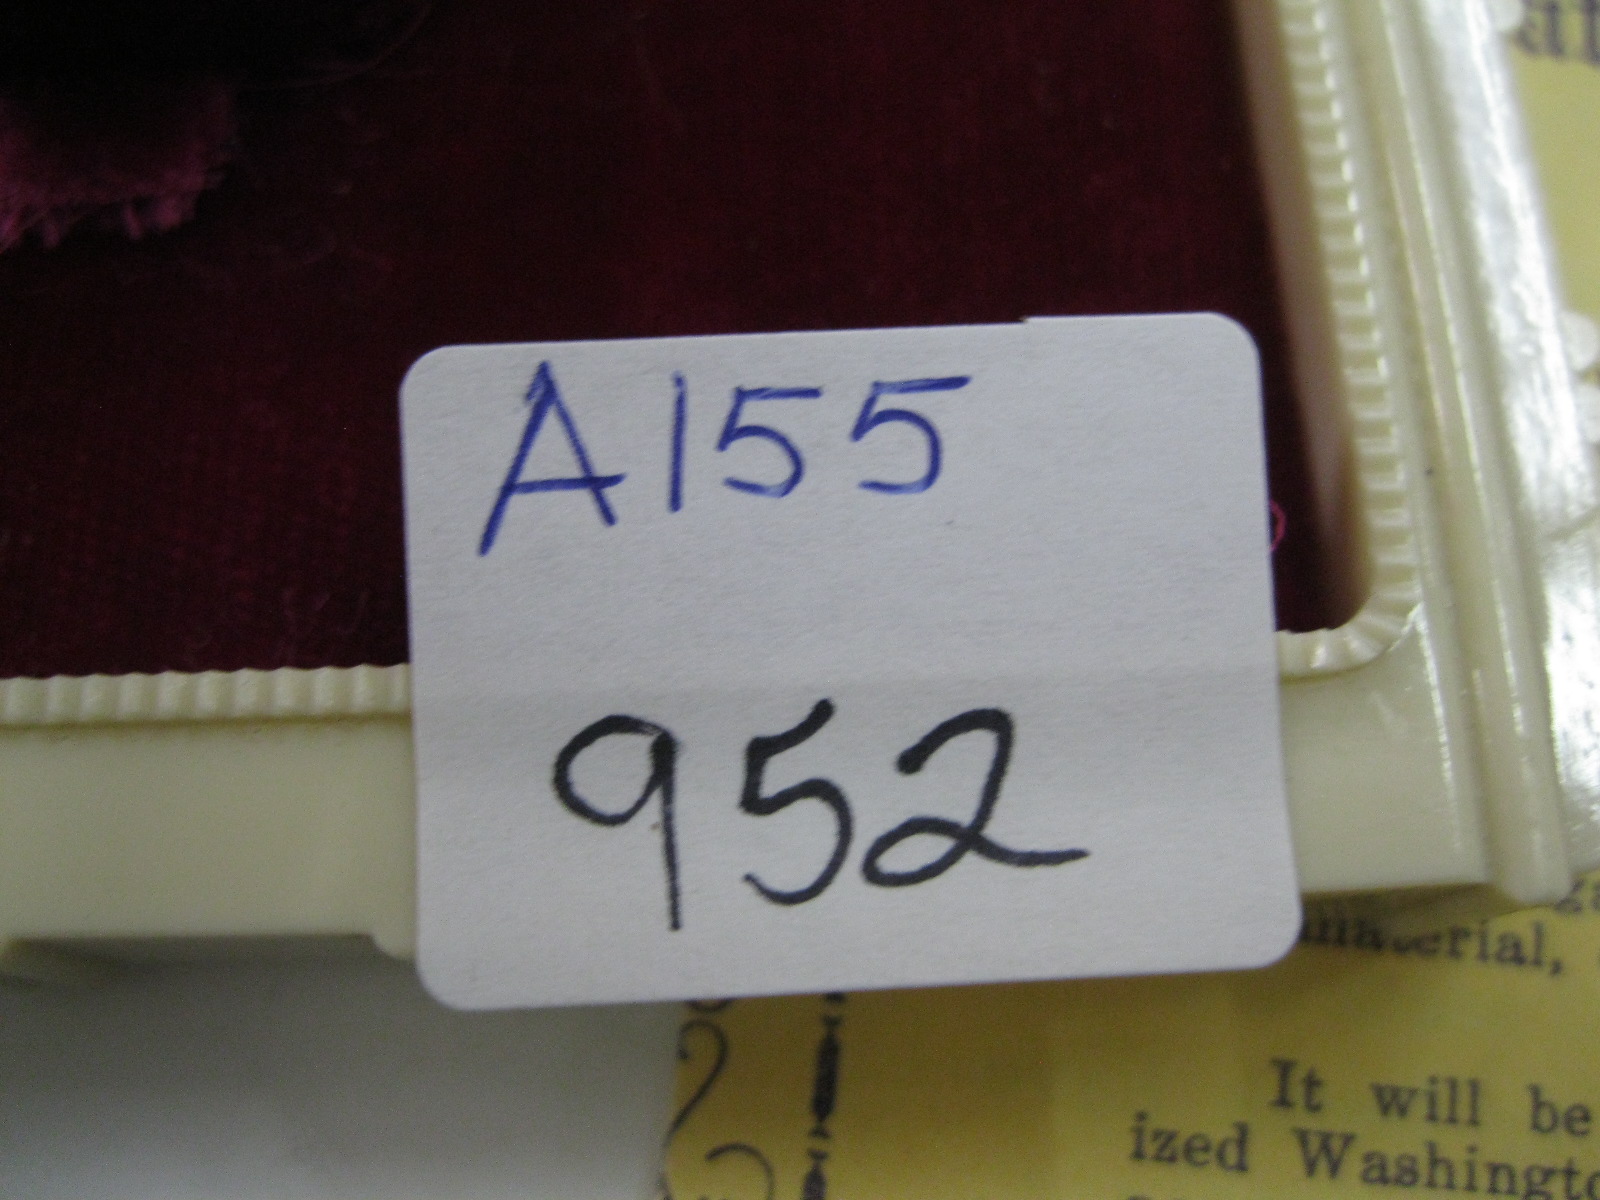 A155
952
material,
It will be
ized Washingto